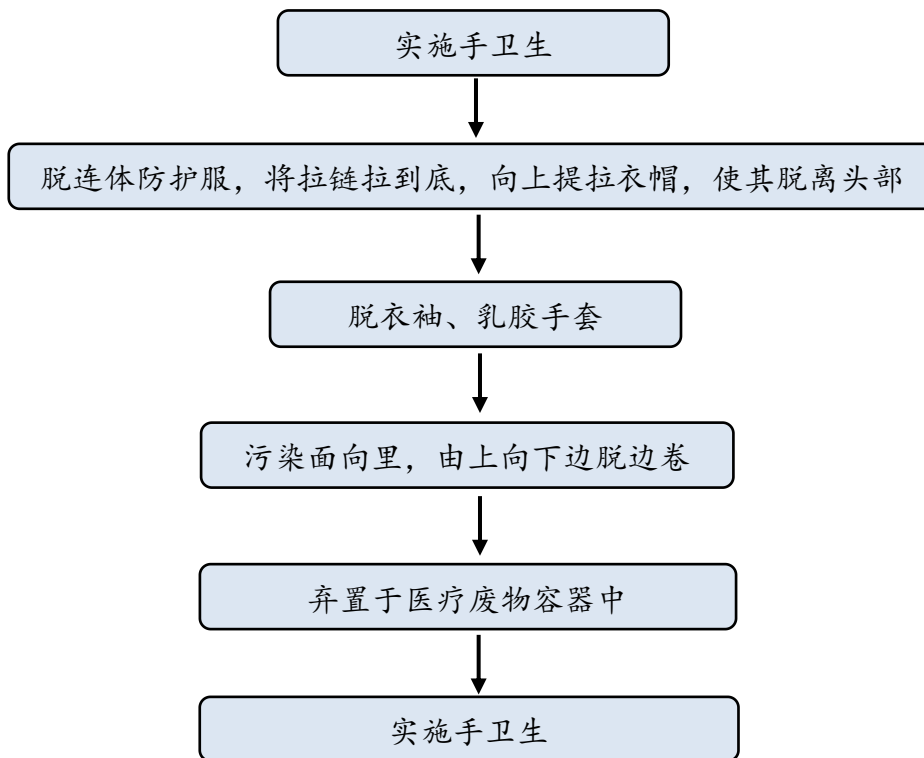 实施手卫生
脱连体防护服，将拉链拉到底，向上提拉衣帽，使其脱离头部
脱衣袖、乳胶手套
污染面向里，由上向下边脱边卷
弃置于医疗废物容器中
实施手卫生